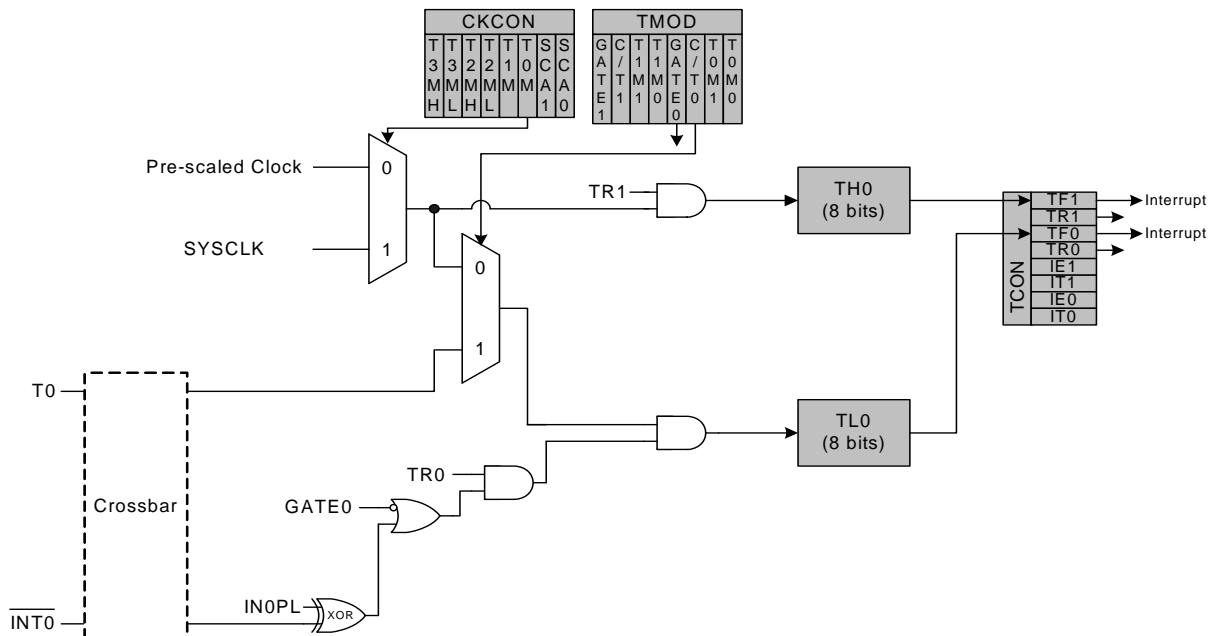 CKCON
T3MH
T3ML
T2MH
T2ML
T1M
T0M
SCA1
SCA0
TMOD
GATE1
C/T1
T1M1
T1M0
GATE0
C/T0
T0M1
T0M0
Pre-scaled Clock
0
SYSCLK
1
TR1
TH0
(8 bits)
TCON
TF1
TR1
TF0
TR0
IE1
IT1
IE0
IT0
Interrupt
Interrupt
0
1
T0
Crossbar
INT0
TL0
(8 bits)
TR0
GATE0
IN0PL
XOR